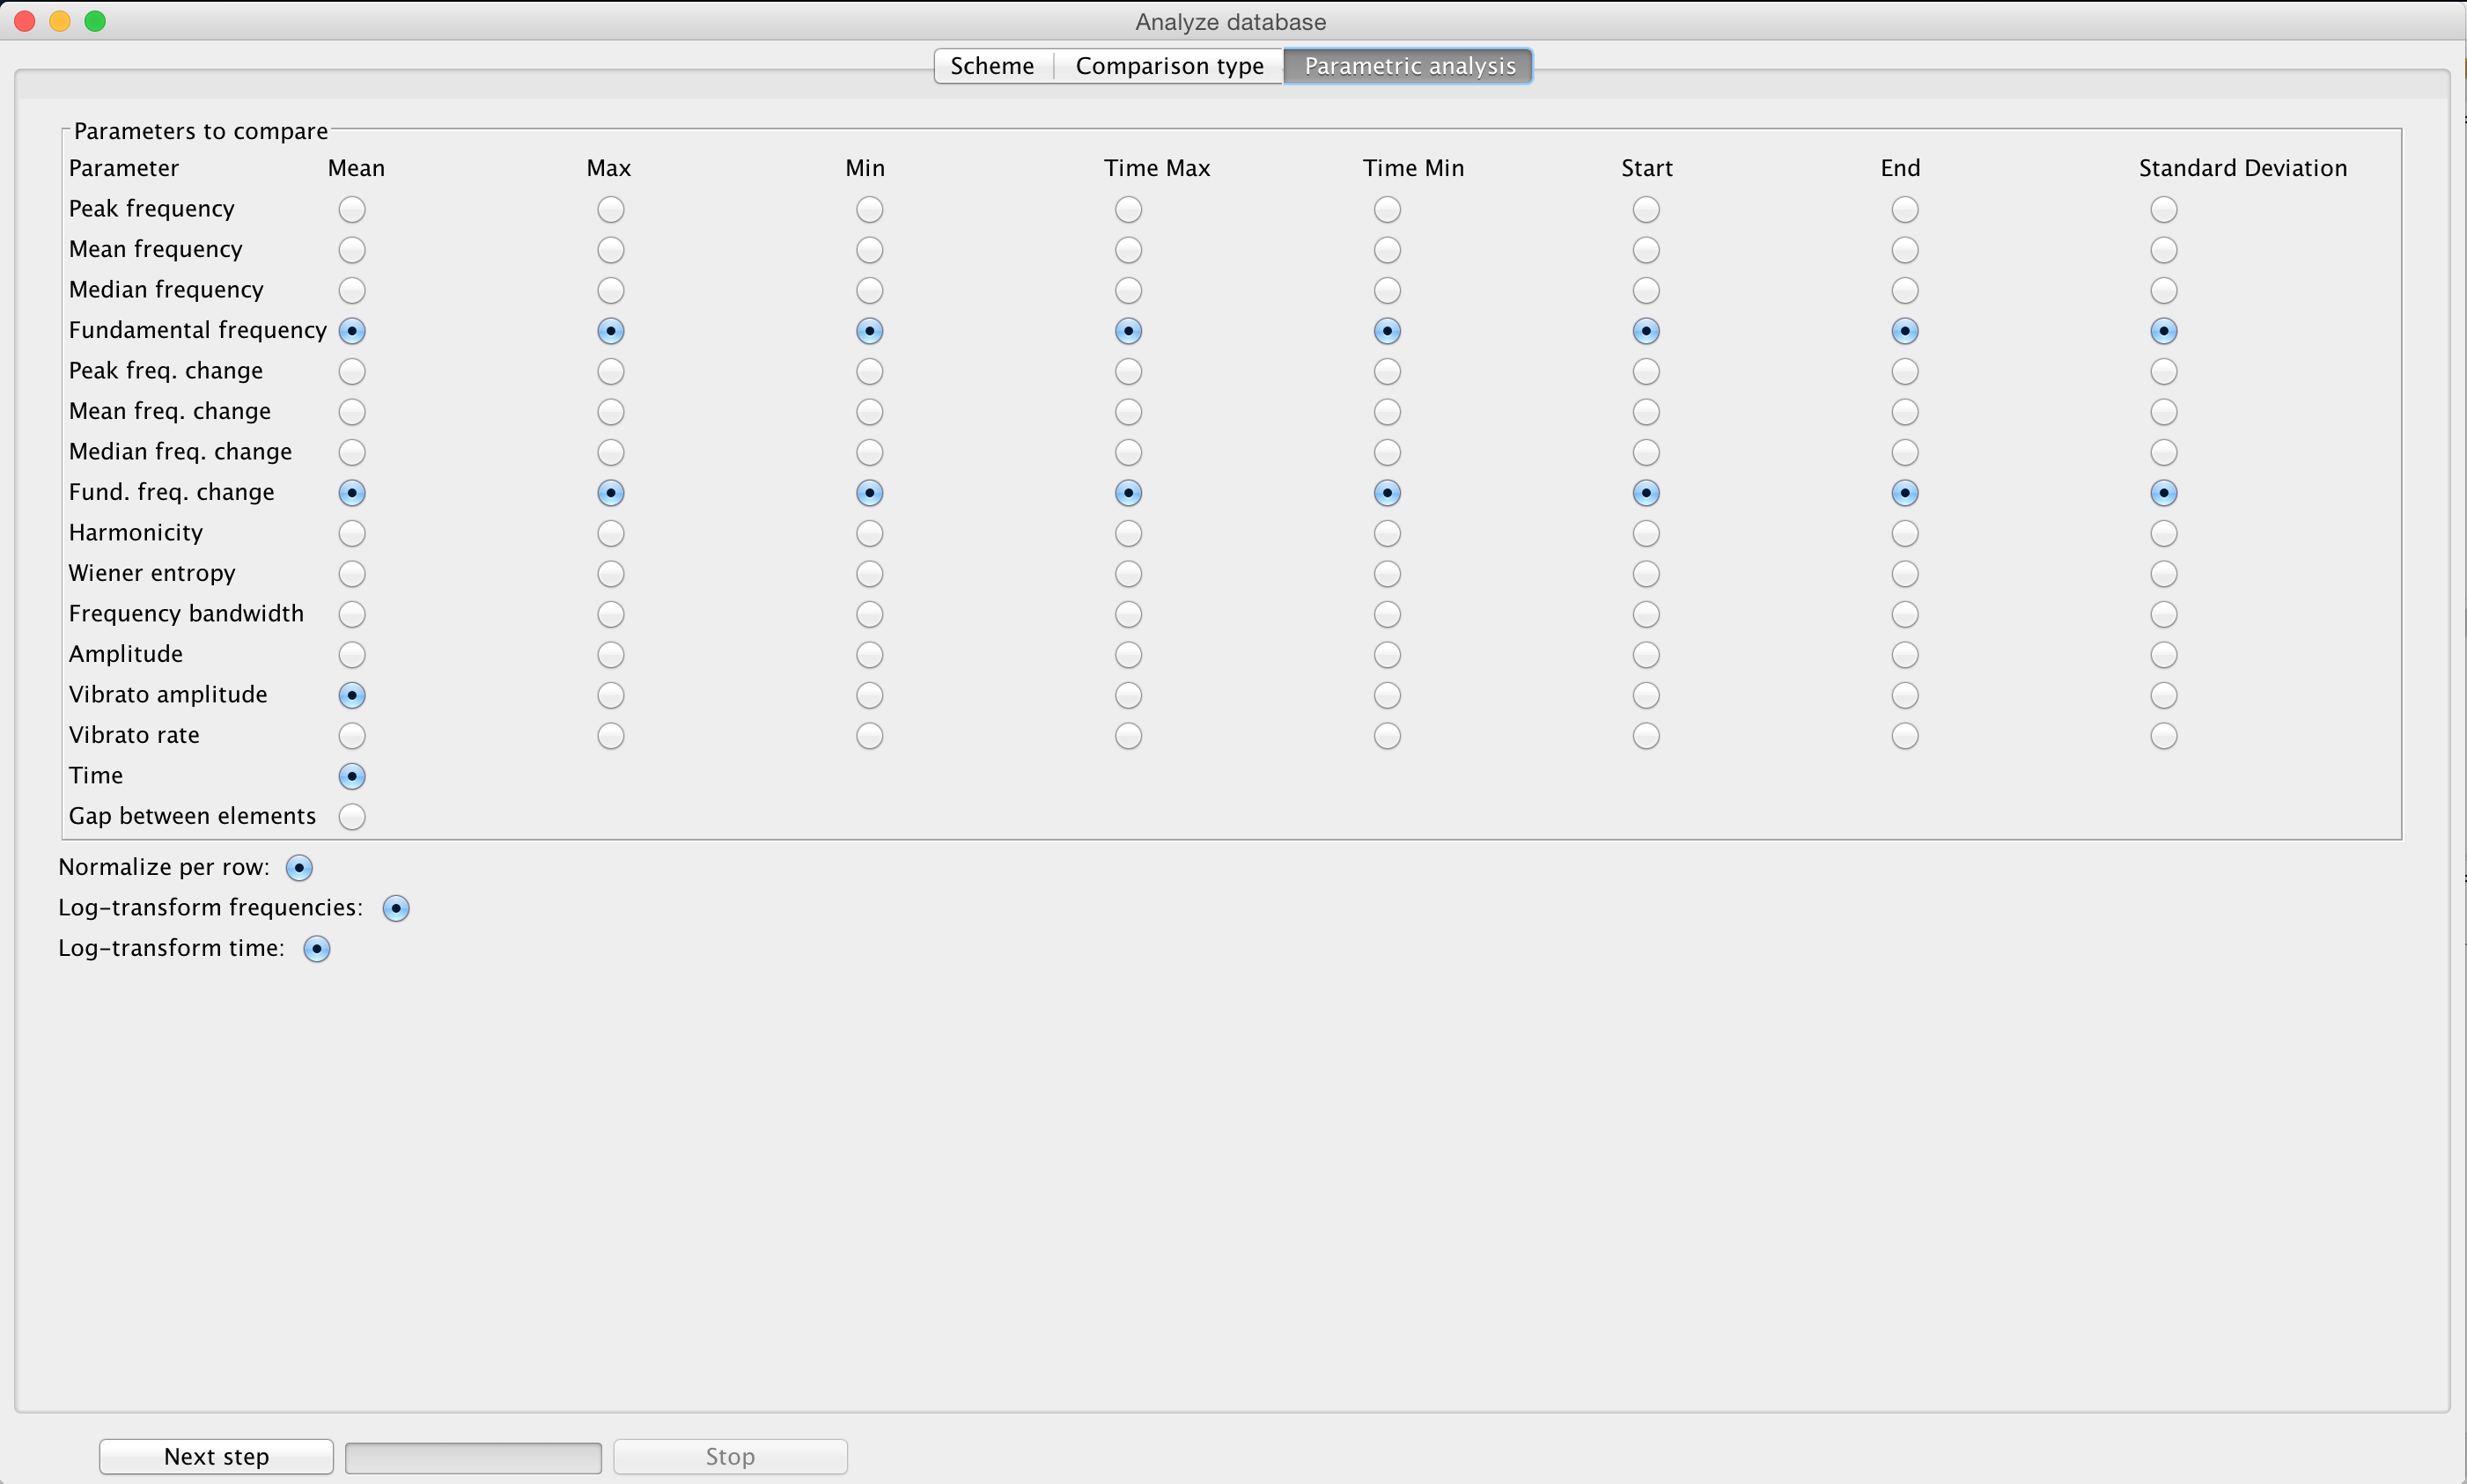 Analyze database
Scheme Comparison type Parametric analysis
Parameters to compare
Parameter Mean Max Min Time Max Time Min Start End Standard Deviation
Peak frequency
Mean frequency
Median frequency
Fundamental frequency
Peak freq. change
Mean freq. change
Median freq. change
Fund. freq. change
Harmonicity
Wiener entropy
Frequency bandwidth
Amplitude
Vibrato amplitude
Vibrato rate
Time
Gap between elements
Normalize per row:
Log-transform frequencies:
Log-transform time:
Next step Stop